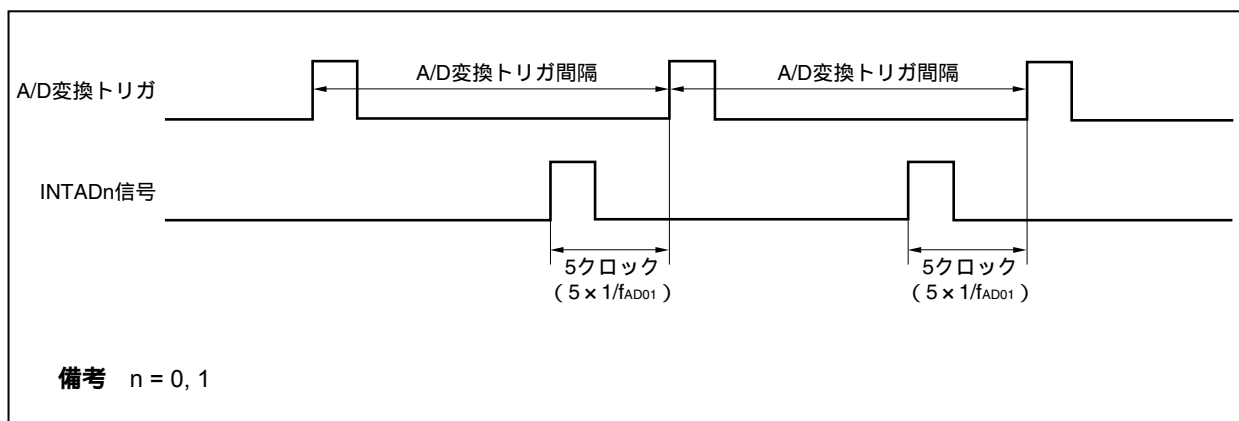 A/D変換トリガ
A/D変換トリガ間隔
A/D変換トリガ間隔
INTADn信号
5クロック
（5×1/fAD01）
5クロック
（5×1/fAD01）
備考 n = 0, 1